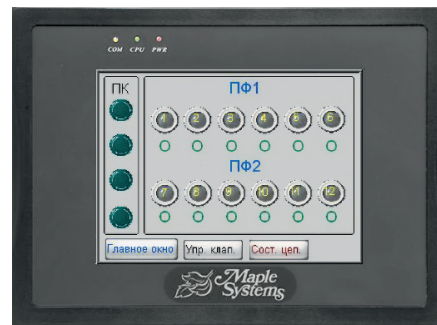 COM CPU PWR
ПК ПФ1
1 2 3 4 5 6
ПФ2
7 8 9 10 11 12
Главное окно Упр. клап. Сост. цеп.
Maple
Systems